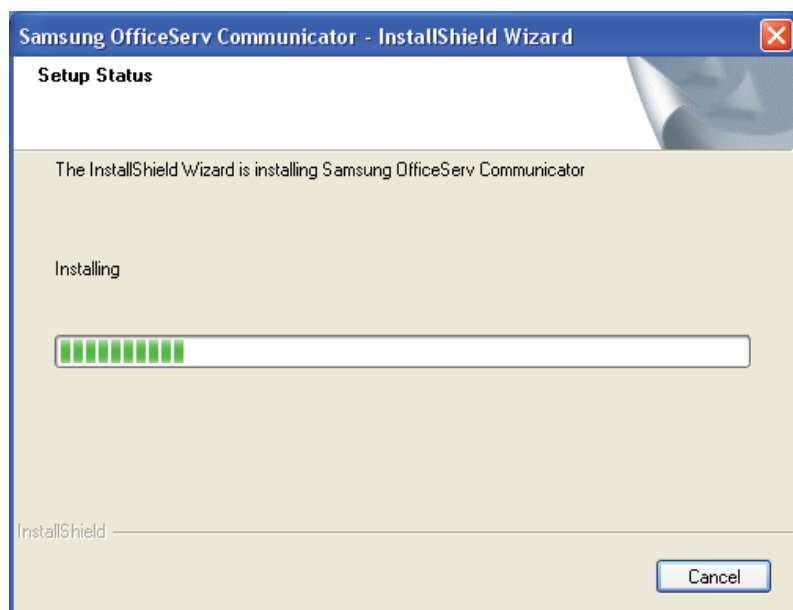 Samsung OfficeServ Communicator - InstallShield Wizard
Setup Status
The InstallShield Wizard is installing Samsung OfficeServ Communicator
Installing
InstallShield
Cancel